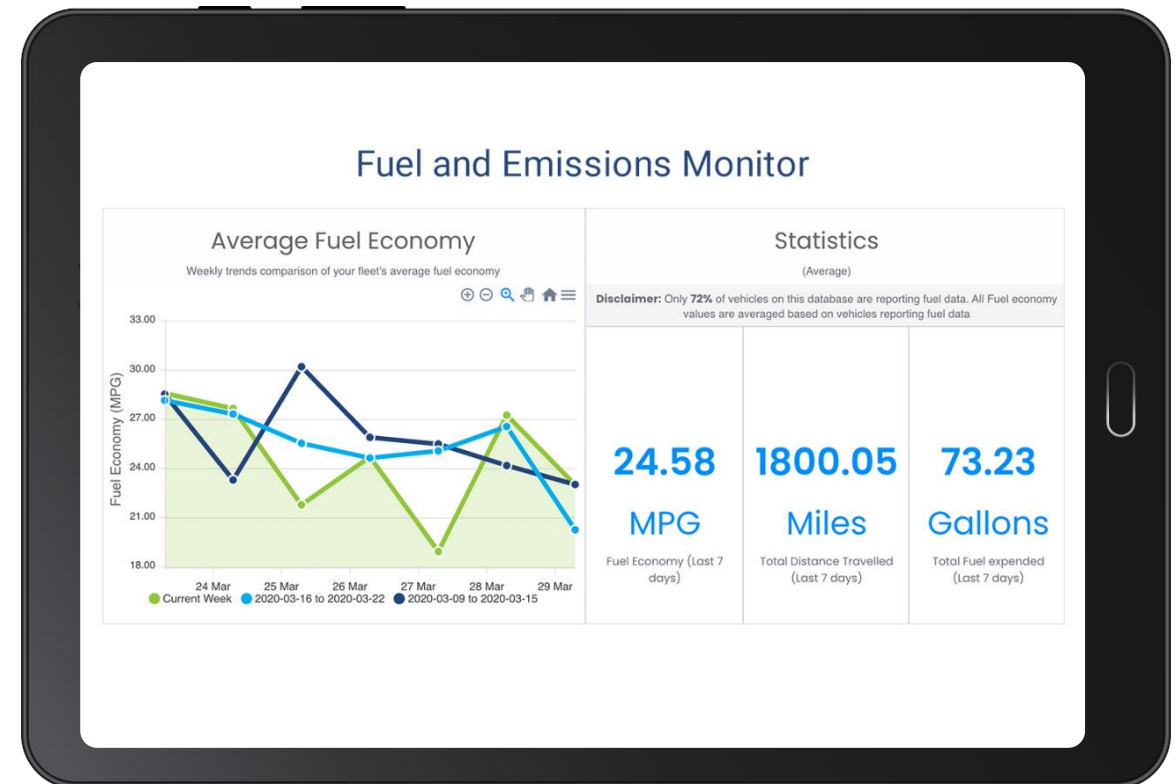 Fuel and Emissions Monitor
Average Fuel Economy
Weekly trends comparison of your fleet's average fuel economy
33.00
30.00
27.00
24.00
21.00
18.00
Fuel Economy (MPG)
24 Mar
25 Mar
26 Mar
27 Mar
28 Mar
29 Mar
Current Week
2020-03-16 to 2020-03-22
2020-03-09 to 2020-03-15
Statistics
(Average)
Disclaimer: Only 72% of vehicles on this database are reporting fuel data. All Fuel economy
values are averaged based on vehicles reporting fuel data
24.58
MPG
Fuel Economy (Last 7
days)
1800.05
Miles
Total Distance Travelled
(Last 7 days)
73.23
Gallons
Total Fuel expended
(Last 7 days)